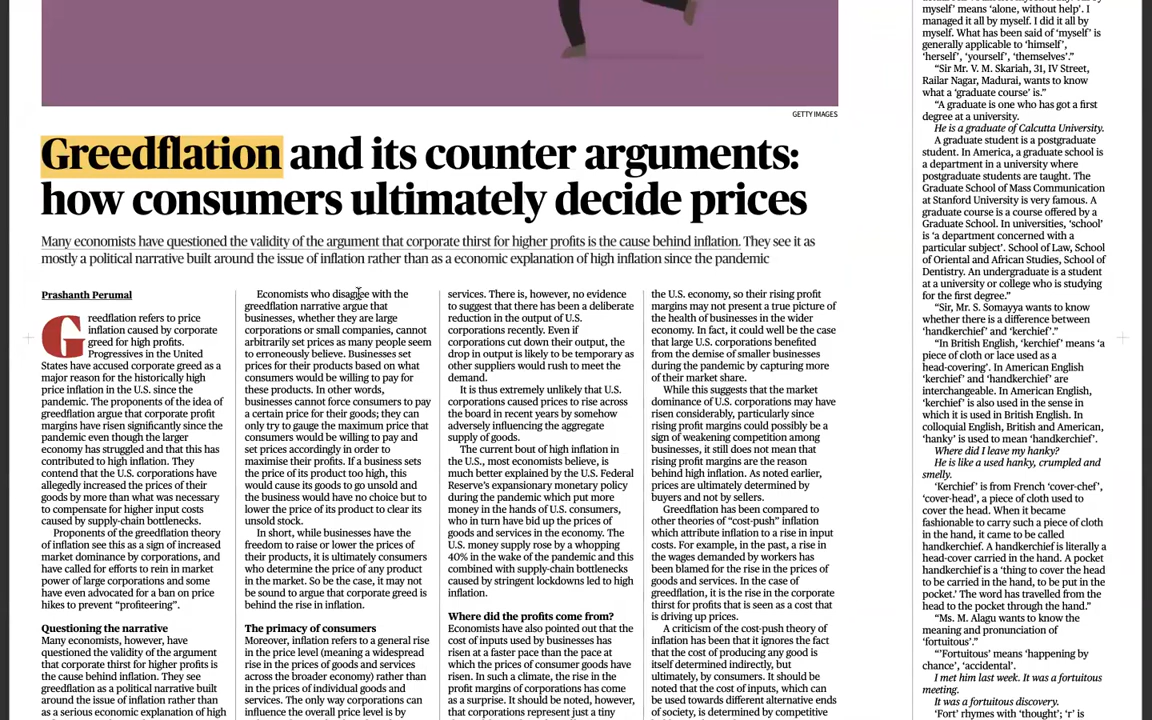 GETTY IMAGES
Greedflation and its counter arguments:
how consumers ultimately decide prices
Many economists have questioned the validity of the argument that corporate thirst for higher profits is the cause behind inflation. They see it as
mostly a political narrative built around the issue of inflation rather than as a economic explanation of high inflation since the pandemic
Prashanth Perumal
Greedflation refers to price
inflation caused by corporate
greed for high profits.
Progressives in the United
States have accused corporate greed as a
major reason for the historically high
price inflation in the U.S. since the
pandemic. The proponents of the idea of
greedflation argue that corporate profit
margins have risen significantly since the
pandemic even though the larger
economy has struggled and that this has
contributed to high inflation. They
contend that the U.S. corporations have
allegedly increased the prices of their
goods by more than what was necessary
to compensate for higher input costs
caused by supply-chain bottlenecks.
Proponents of the greedflation theory
of inflation see this as a sign of increased
market dominance by corporations, and
have called for efforts to rein in market
power of large corporations and some
have even advocated for a ban on price
hikes to prevent “profiteering”.
Questioning the narrative
Many economists, however, have
questioned the validity of the argument
that corporate thirst for higher profits is
the cause behind inflation. They see
greedflation as a political narrative built
around the issue of inflation rather than
as a serious economic explanation of high
Economists who disagree with the
greedflation narrative argue that
businesses, whether they are large
corporations or small companies, cannot
arbitrarily set prices as many people seem
to erroneously believe. Businesses set
prices for their products based on what
consumers would be willing to pay for
these products. In other words,
businesses cannot force consumers to pay
a certain price for their goods; they can
only try to gauge the maximum price that
consumers would be willing to pay and
set prices accordingly in order to
maximise their profits. If a business sets
the price of its product too high, this
would cause its goods to go unsold and
the business would have no choice but to
lower the price of its product to clear its
unsold stock.
In short, while businesses have the
freedom to raise or lower the prices of
their products, it is ultimately consumers
who determine the price of any product
in the market. So be the case, it may not
be sound to argue that corporate greed is
behind the rise in inflation.
The primacy of consumers
Moreover, inflation refers to a general rise
in the price level (meaning a widespread
rise in the prices of goods and services
across the broader economy) rather than
in the prices of individual goods and
services. The only way corporations can
influence the overall price level is by
services. There is, however, no evidence
to suggest that there has been a deliberate
reduction in the output of U.S.
corporations recently. Even if
corporations cut down their output, the
drop in output is likely to be temporary as
other suppliers would rush to meet the
demand.
It is thus extremely unlikely that U.S.
corporations caused prices to rise across
the board in recent years by somehow
adversely influencing the aggregate
supply of goods.
The current bout of high inflation in
the U.S., most economists believe, is
much better explained by the U.S. Federal
Reserve’s expansionary monetary policy
during the pandemic which put more
money in the hands of U.S. consumers,
who in turn have bid up the prices of
goods and services in the economy. The
U.S. money supply rose by a whopping
40% in the wake of the pandemic and this
combined with supply-chain bottlenecks
caused by stringent lockdowns led to high
inflation.
Where did the profits come from?
Economists have also pointed out that the
cost of inputs used by businesses has
risen at a faster pace than the pace at
which the prices of consumer goods have
risen. In such a climate, the rise in the
profit margins of corporations has come
as a surprise. It should be noted, however,
that corporations represent just a tiny
the U.S. economy, so their rising profit
margins may not present a true picture of
the health of businesses in the wider
economy. In fact, it could well be the case
that large U.S. corporations benefited
from the demise of smaller businesses
during the pandemic by capturing more
of their market share.
While this suggests that the market
dominance of U.S. corporations may have
risen considerably, particularly since
rising profit margins could possibly be a
sign of weakening competition among
businesses, it still does not mean that
rising profit margins are the reason
behind high inflation. As noted earlier,
prices are ultimately determined by
buyers and not by sellers.
Greedflation has been compared to
other theories of “cost-push” inflation
which attribute inflation to a rise in input
costs. For example, in the past, a rise in
the wages demanded by workers has
been blamed for the rise in the prices of
goods and services. In the case of
greedflation, it is the rise in the corporate
thirst for profits that is seen as a cost that
is driving up prices.
A criticism of the cost-push theory of
inflation has been that it ignores the fact
that the cost of producing any good is
itself determined indirectly, but
ultimately, by consumers. It should be
noted that the cost of inputs, which can
be used towards different alternative ends
of society, is determined by competitive
myself’ means ‘alone, without help’. I
managed it all by myself. I did it all by
myself. What has been said of ‘myself’ is
generally applicable to ‘himself’,
‘herself’, ‘yourself’, ‘themselves’.”
“Sir Mr. V. M. Skariah, 31, IV Street,
Railar Nagar, Madurai, wants to know
what a ‘graduate course’ is.”
“A graduate is one who has got a first
degree at a university.
He is a graduate of Calcutta University.
A graduate student is a postgraduate
student. In America, a graduate school is
a department in a university where
postgraduate students are taught. The
Graduate School of Mass Communication
at Stanford University is very famous. A
graduate course is a course offered by a
Graduate School. In universities, ‘school’
is ‘a department concerned with a
particular subject’. School of Law, School
of Oriental and African Studies, School of
Dentistry. An undergraduate is a student
at a university or college who is studying
for the first degree.”
“Sir, Mr. S. Somayya wants to know
whether there is a difference between
‘handkerchief’ and ‘kerchief’.”
“In British English, ‘kerchief’ means ‘a
piece of cloth or lace used as a
head-covering’. In American English
‘kerchief’ and ‘handkerchief’ are
interchangeable. In American English,
‘kerchief’ is also used in the sense in
which it is used in British English. In
colloquial English, British and American,
‘hanky’ is used to mean ‘handkerchief’.
Where did I leave my hanky?
He is like a used hanky, crumpled and
smelly.
‘Kerchief’ is from French ‘cover-chef’,
‘cover-head’, a piece of cloth used to
cover the head. When it became
fashionable to carry such a piece of cloth
in the hand, it came to be called
handkerchief. A handkerchief is literally a
head-cover carried in the hand. A pocket
handkerchief is a ‘thing to cover the head
to be carried in the hand, to be put in the
pocket.’ The word has travelled from the
head to the pocket through the hand.”
“Ms. M. Alagu wants to know the
meaning and pronunciation of
‘fortuitous’.”
“‘Fortuitous’ means ‘happening by
chance’, ‘accidental’.
I met him last week. It was a fortuitous
meeting.
It was a fortuitous discovery.
‘Fort’ rhymes with ‘thought’; ‘r’ is